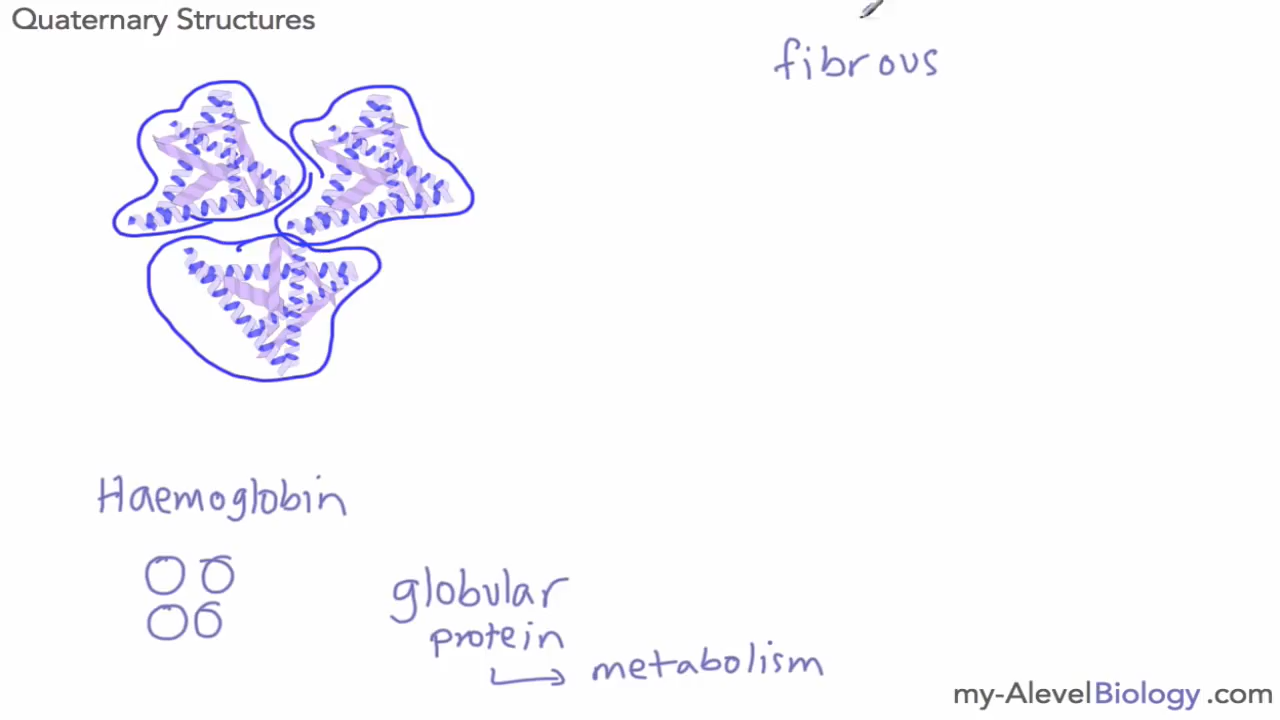 Quaternary Structures
fibrous
Haemoglobin
globular
protein
metabolism
my-AlevelBiology.com